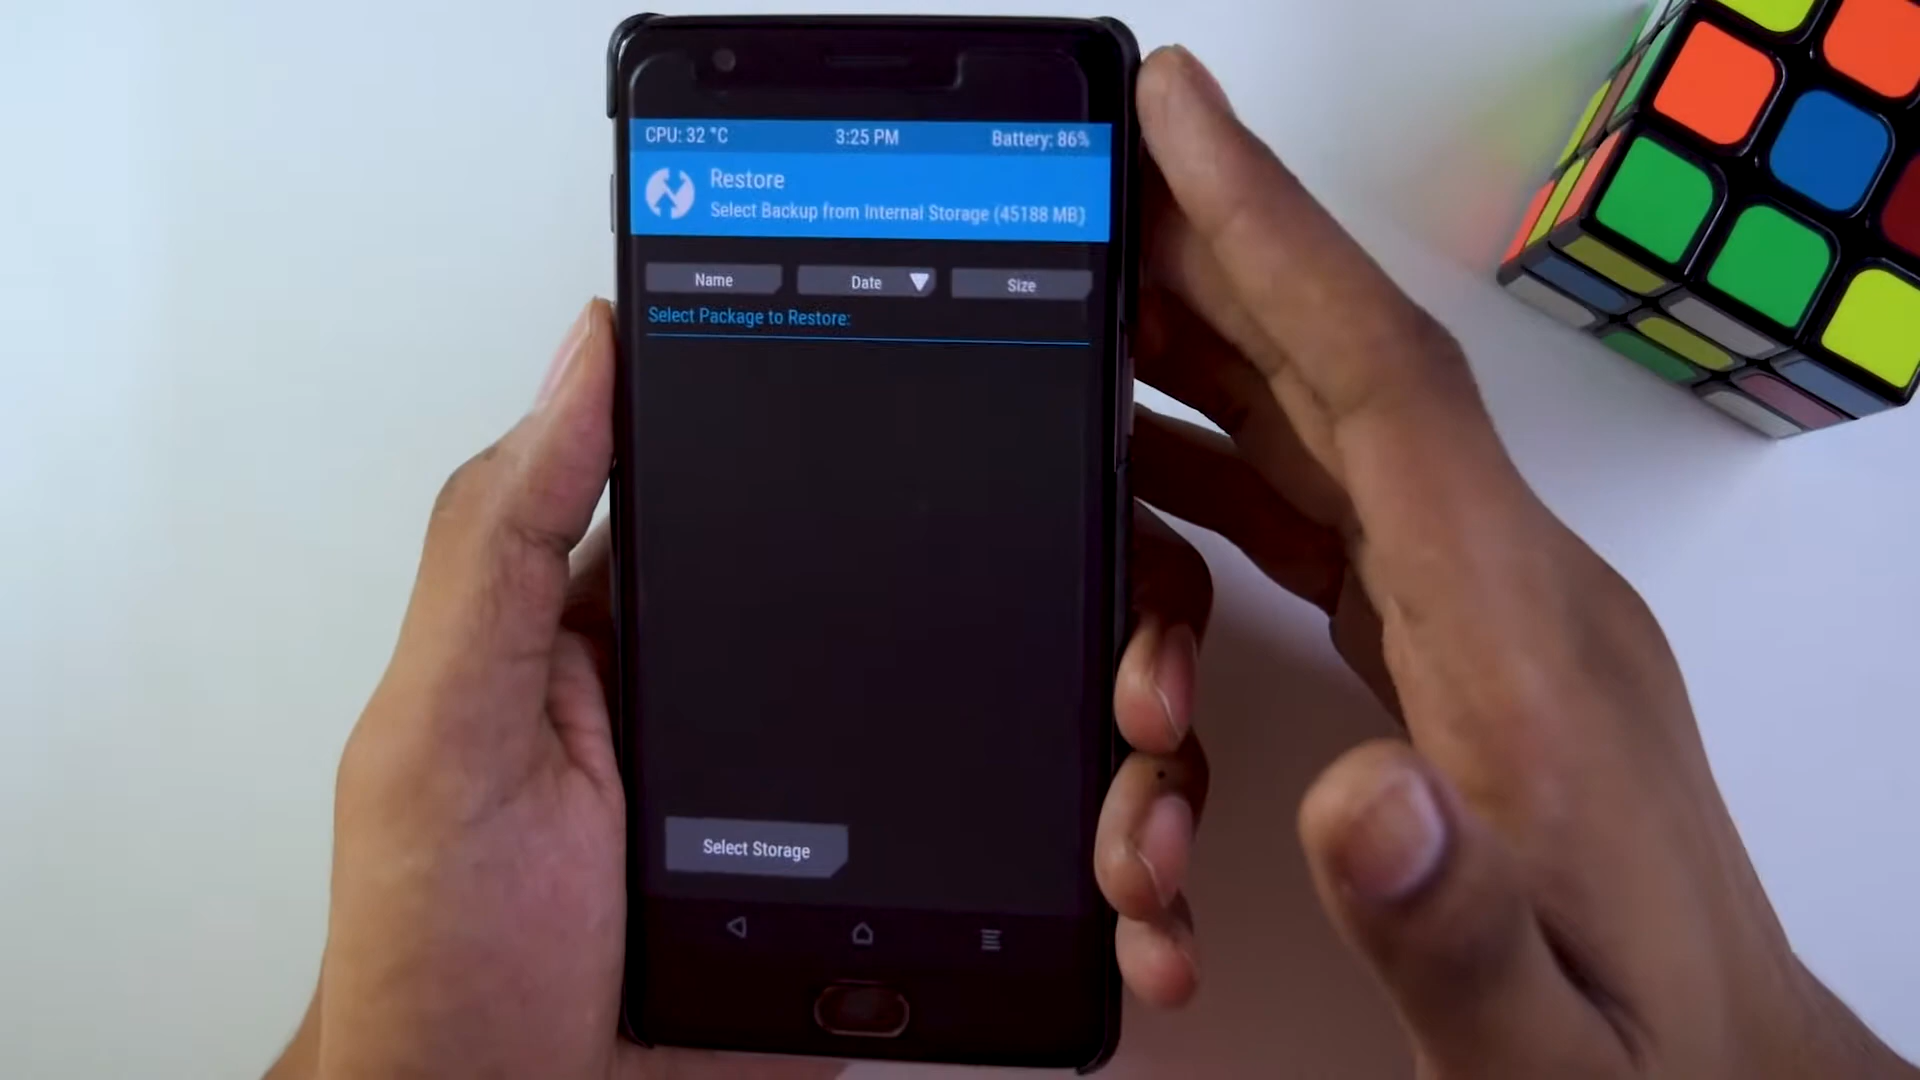 CPU: 32 °C 3:25 PM Battery: 86%
Restore
Select Backup from Internal Storage (45188 MB)
Name Date Size
Select Package to Restore:
Select Storage